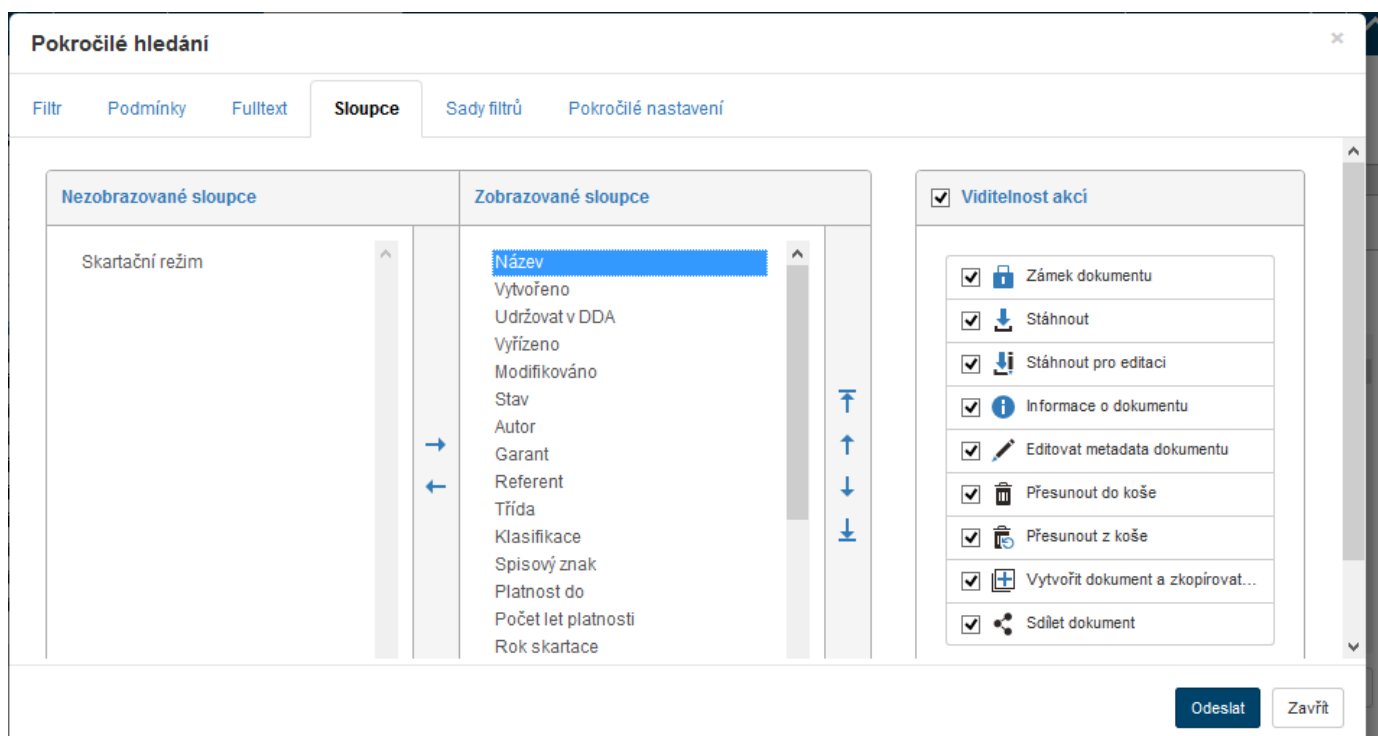 Pokročilé hledání
×
Filtr Podmínky Fulltext Sloupce Sady filtrů Pokročilé nastavení
Nezobrazované sloupce
Skartační režim
Zobrazované sloupce
Název
Vytvořeno
Udržovat v DDA
Vyřízeno
Modifikováno
Stav
Autor
Garant
Referent
Třída
Klasifikace
Spisový znak
Platnost do
Počet let platnosti
Rok skartace
Viditelnost akcí
Zámek dokumentu
Stáhnout
Stáhnout pro editaci
Informace o dokumentu
Editovat metadata dokumentu
Přesunout do koše
Přesunout z koše
Vytvořit dokument a zkopírovat...
Sdílet dokument
Odeslat Zavřít